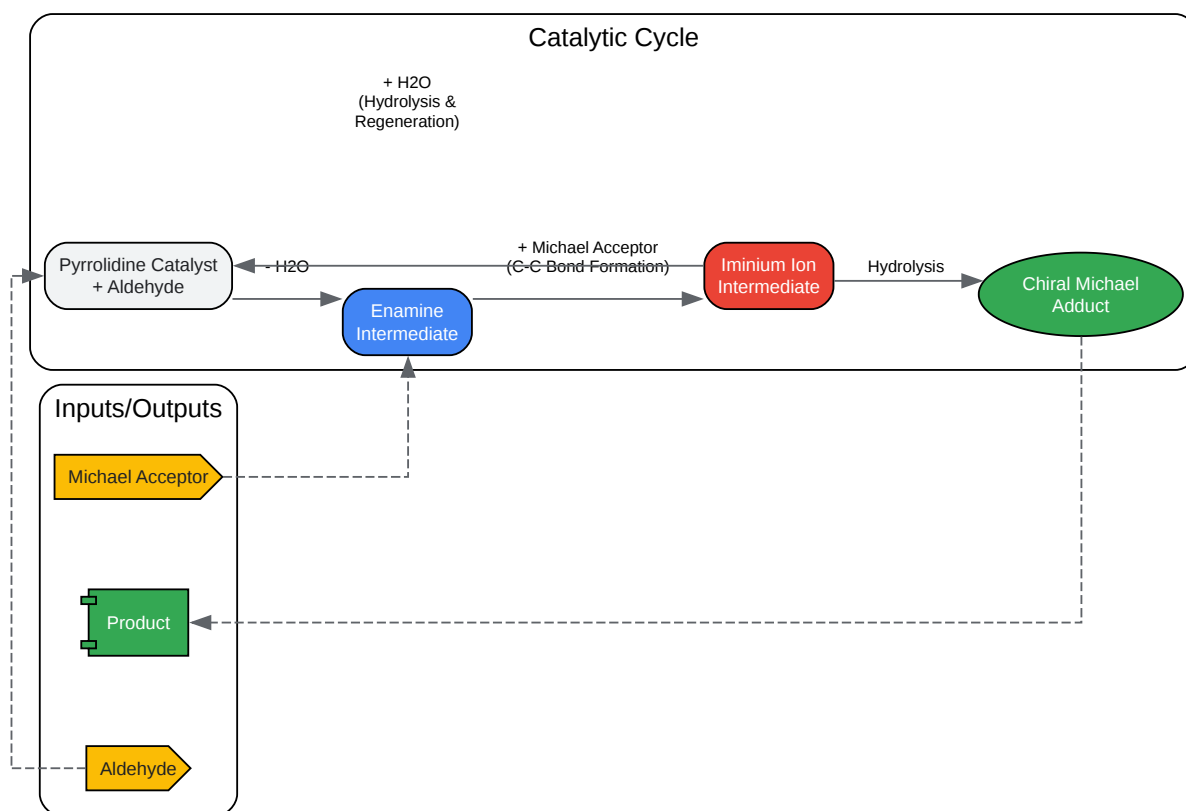 Catalytic Cycle
+ H2O
(Hydrolysis &
Regeneration)
Pyrrolidine Catalyst
+ Aldehyde
- H2O
+ Michael Acceptor
(C-C Bond Formation)
Enamine
Intermediate
Iminium Ion
Intermediate
Hydrolysis
Chiral Michael
Adduct
Inputs/Outputs
Michael Acceptor
Product
Aldehyde